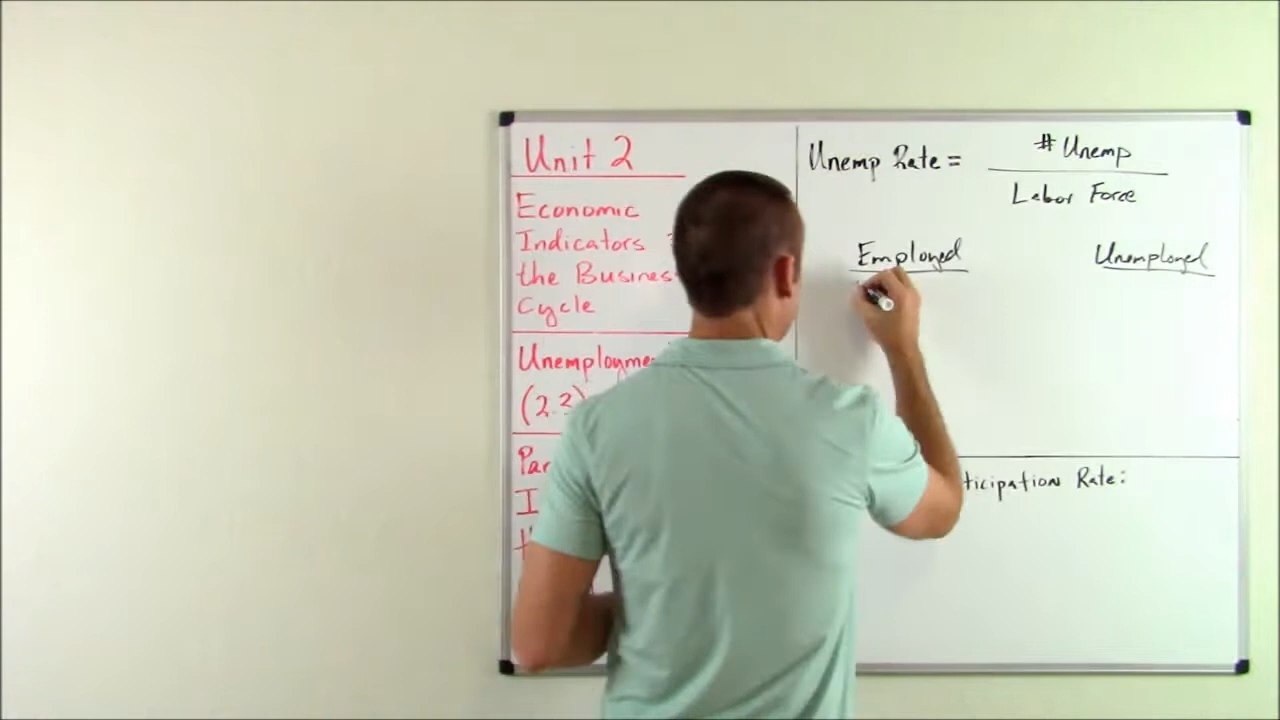 Unit 2
Economic
Indicators
the Business
Cycle
Unemployme
(2.3)
Par
I
Unemp Rate = # Unemp
Labor Force
Employed Unemployed
ticipation Rate: